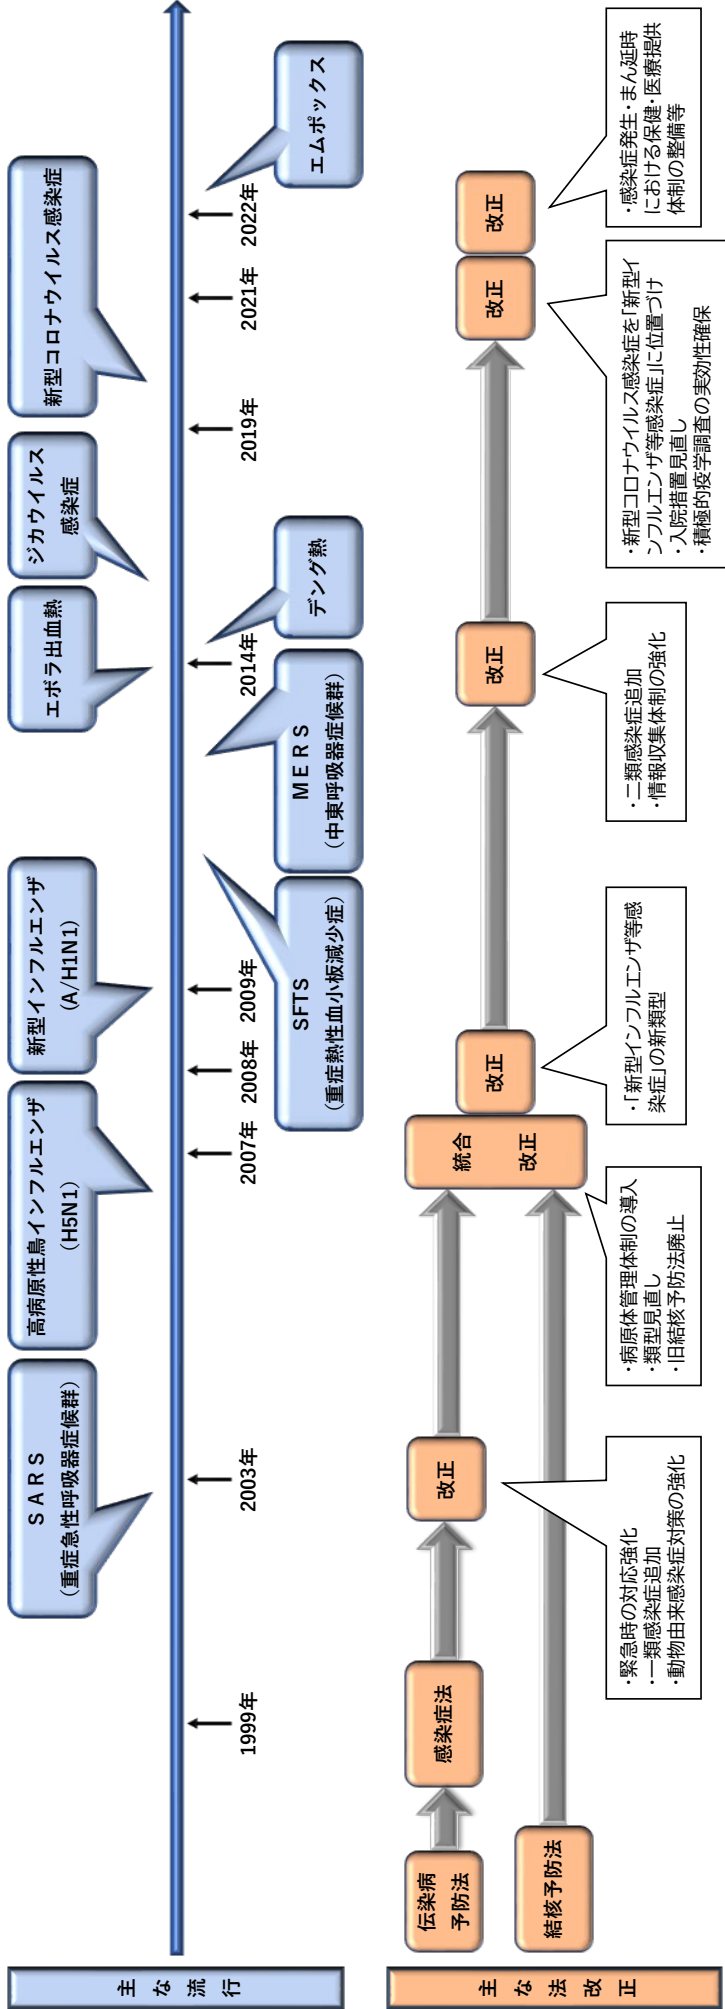 主な流行
SARS
（重症急性呼吸器症候群）
高病原性鳥インフルエンザ
（H5N1）
新型インフルエンザ
（A/H1N1）
エボラ出血熱
ジカウイルス
感染症
新型コロナウイルス感染症
1999年
2003年
2007年
2008年
2009年
2014年
2019年
2021年
2022年
SFTS
（重症熱性血小板減少症）
MERS
（中東呼吸器症候群）
デング熱
エムポックス
主な法改正
伝染病
予防法
感染症法
改正
結核予防法
統合
改正
改正
改正
改正
改正
・緊急時の対応強化
・一類感染症追加
・動物由来感染症対策の強化
・病原体管理体制の導入
・類型見直し
・旧結核予防法廃止
・「新型インフルエンザ等感
染症」の新類型
・二類感染症追加
・情報収集体制の強化
・新型コロナウイルス感染症を「新型イ
ンフルエンザ等感染症」に位置づけ
・入院措置見直し
・積極的疫学調査の実効性確保
・感染症発生・まん延時
における保健・医療提供
体制の整備等